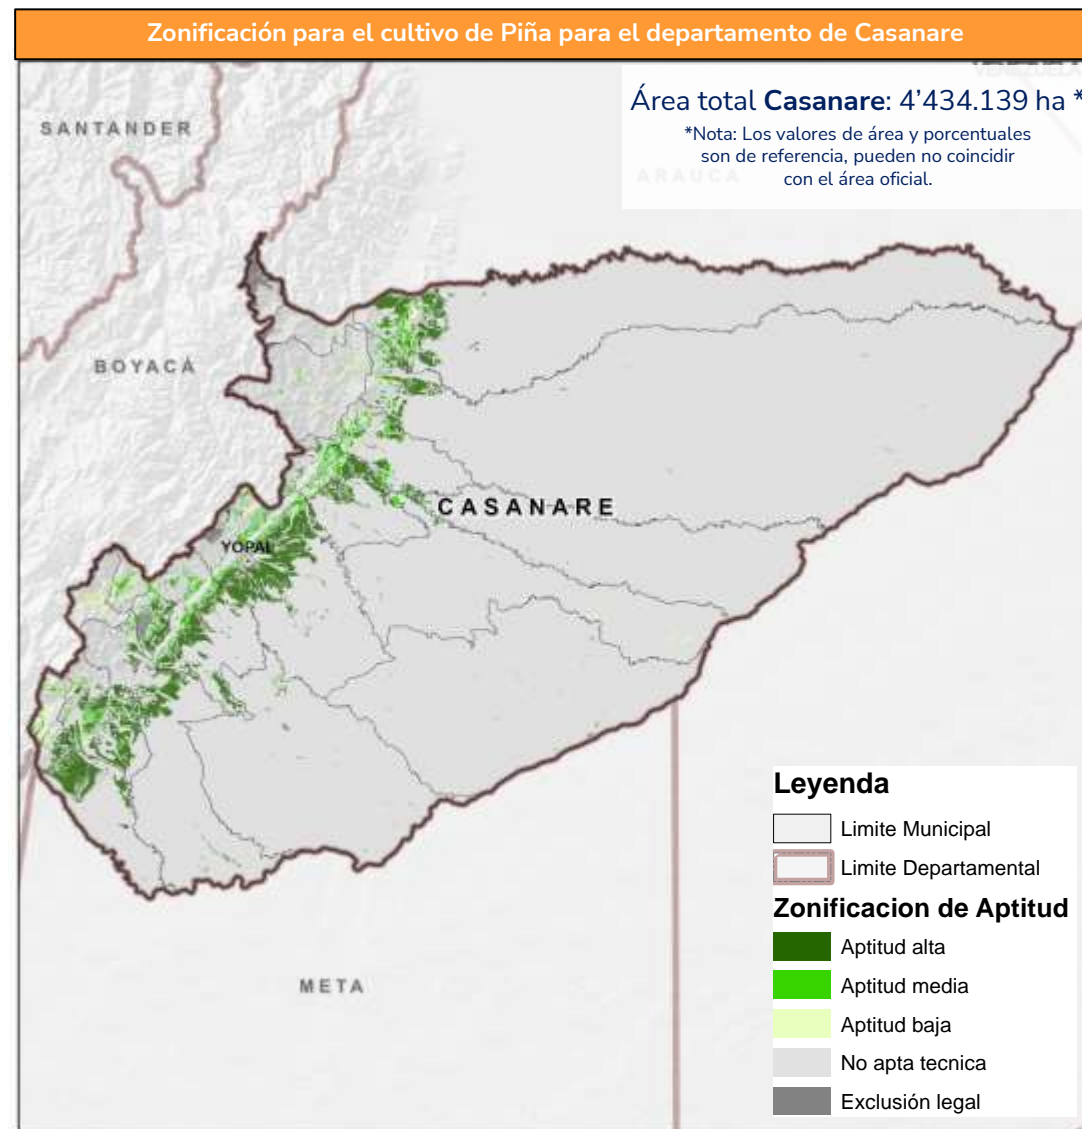 Zonificación para el cultivo de Piña para el departamento de Casanare
VENEZUELA
Área total Casanare: 4’434.139 ha *
*Nota: Los valores de área y porcentuales
son de referencia, pueden no coincidir
con el área oficial.
SANTANDER
ARAUCA
BOYACÁ
CASANARE
YOPAL
META
Leyenda
Limite Municipal
Limite Departamental
Zonificacion de Aptitud
Aptitud alta
Aptitud media
Aptitud baja
No apta tecnica
Exclusión legal